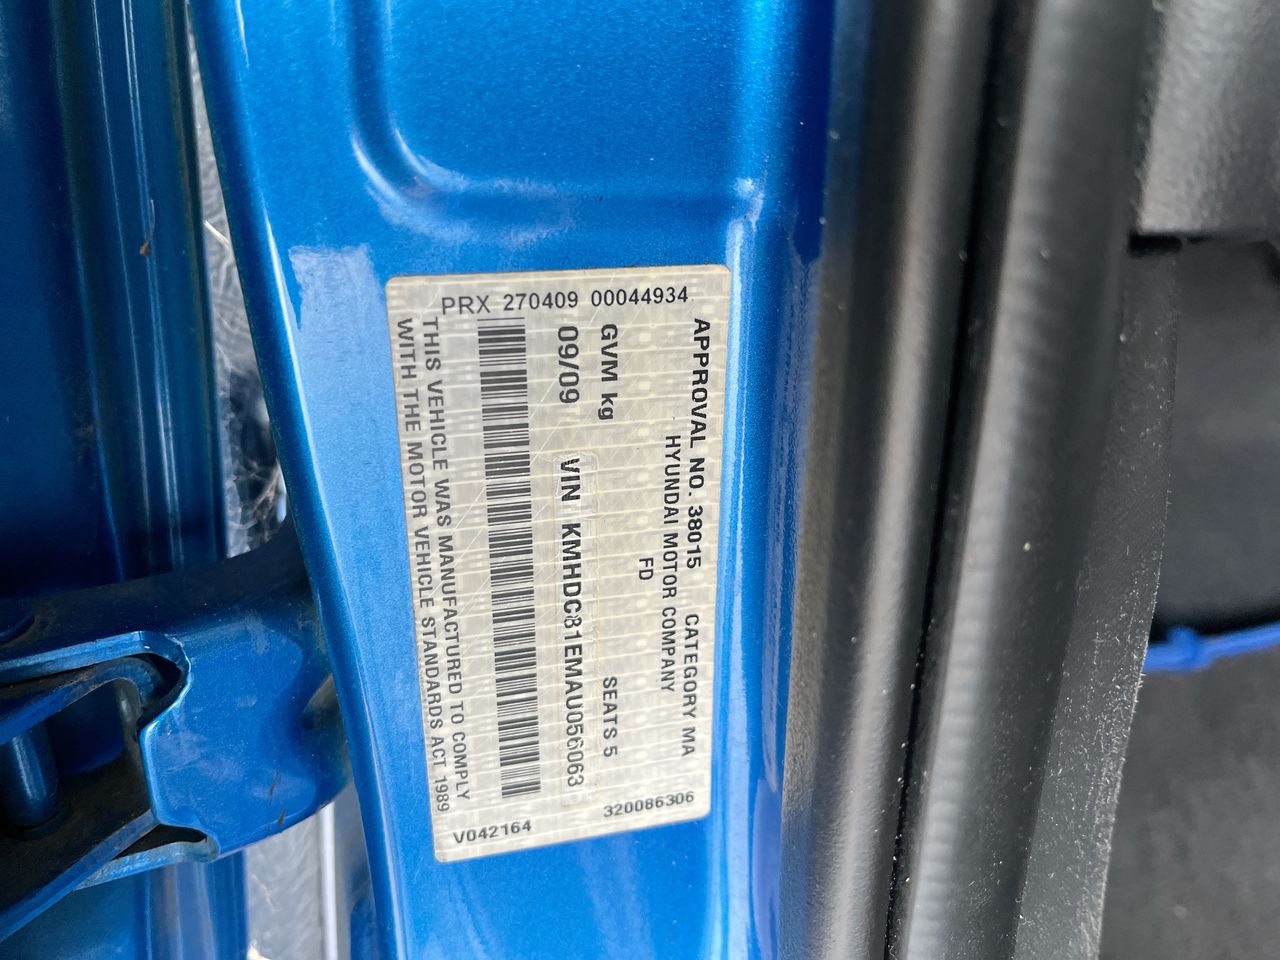 PRX 270409 00044934
APPROVAL NO. 38015 CATEGORY MA
HYUNDAI MOTOR COMPANY
FD
GVM kg SEATS 5
09/09 VIN KMHDC81EMAU056063
THIS VEHICLE WAS MANUFACTURED TO COMPLY
WITH THE MOTOR VEHICLE STANDARDS ACT 1989
320086306
V042164